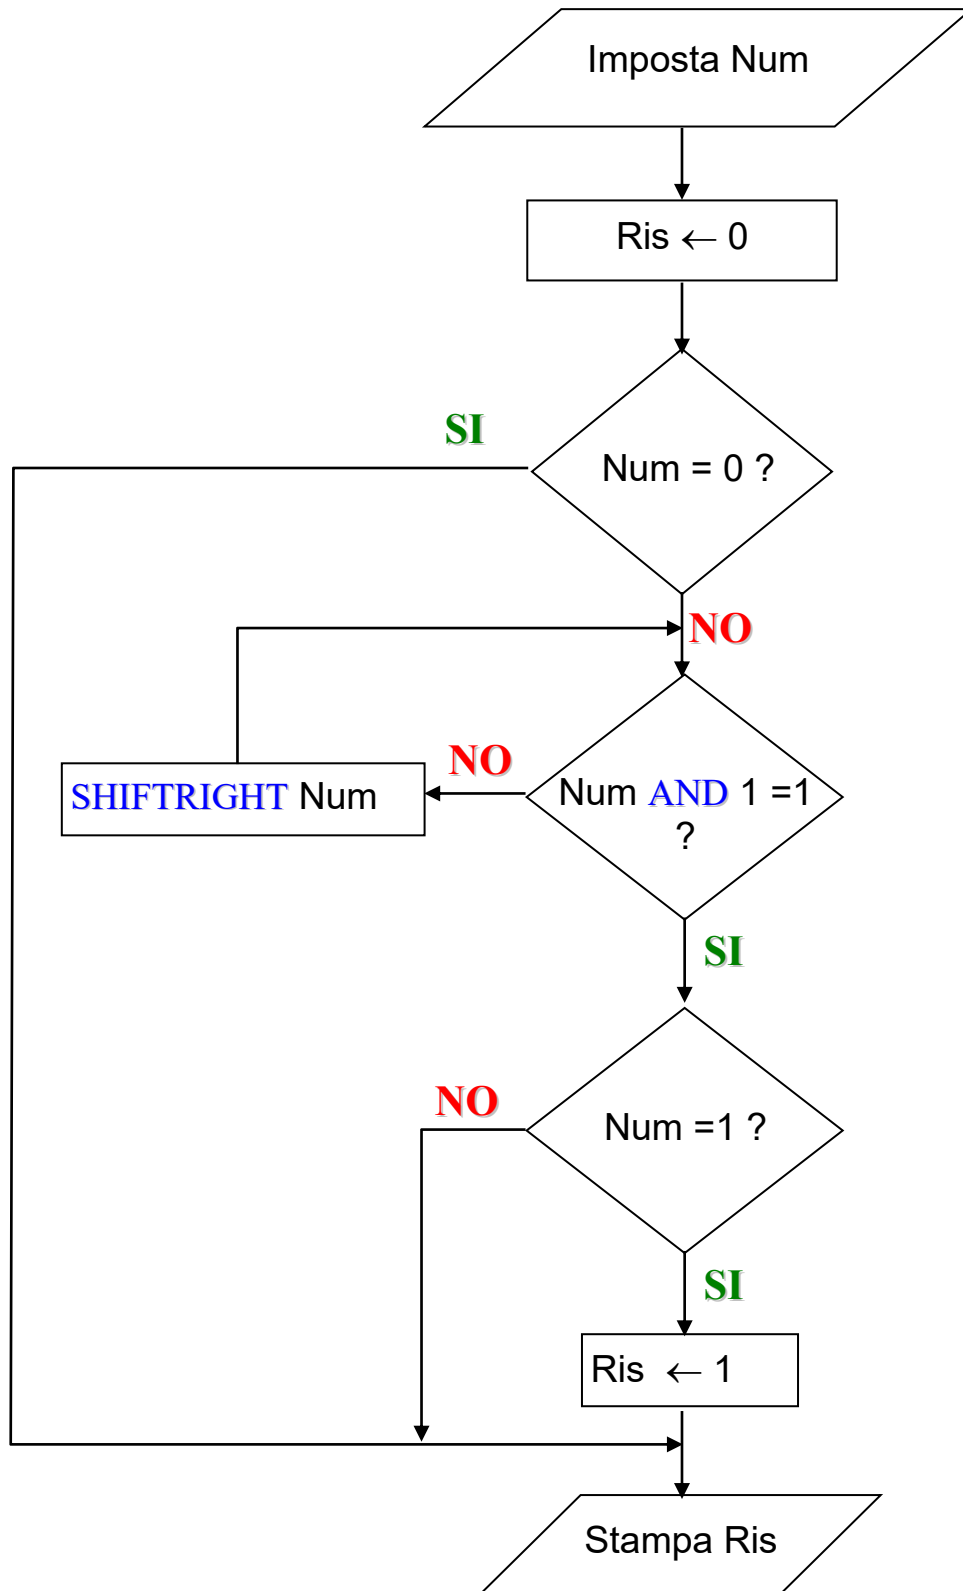 Imposta Num
Ris ← 0
SI
Num = 0 ?
NO
NO
SHIFTRIGHT Num
Num AND 1 =1
?
SI
NO
Num =1 ?
SI
Ris ← 1
Stampa Ris